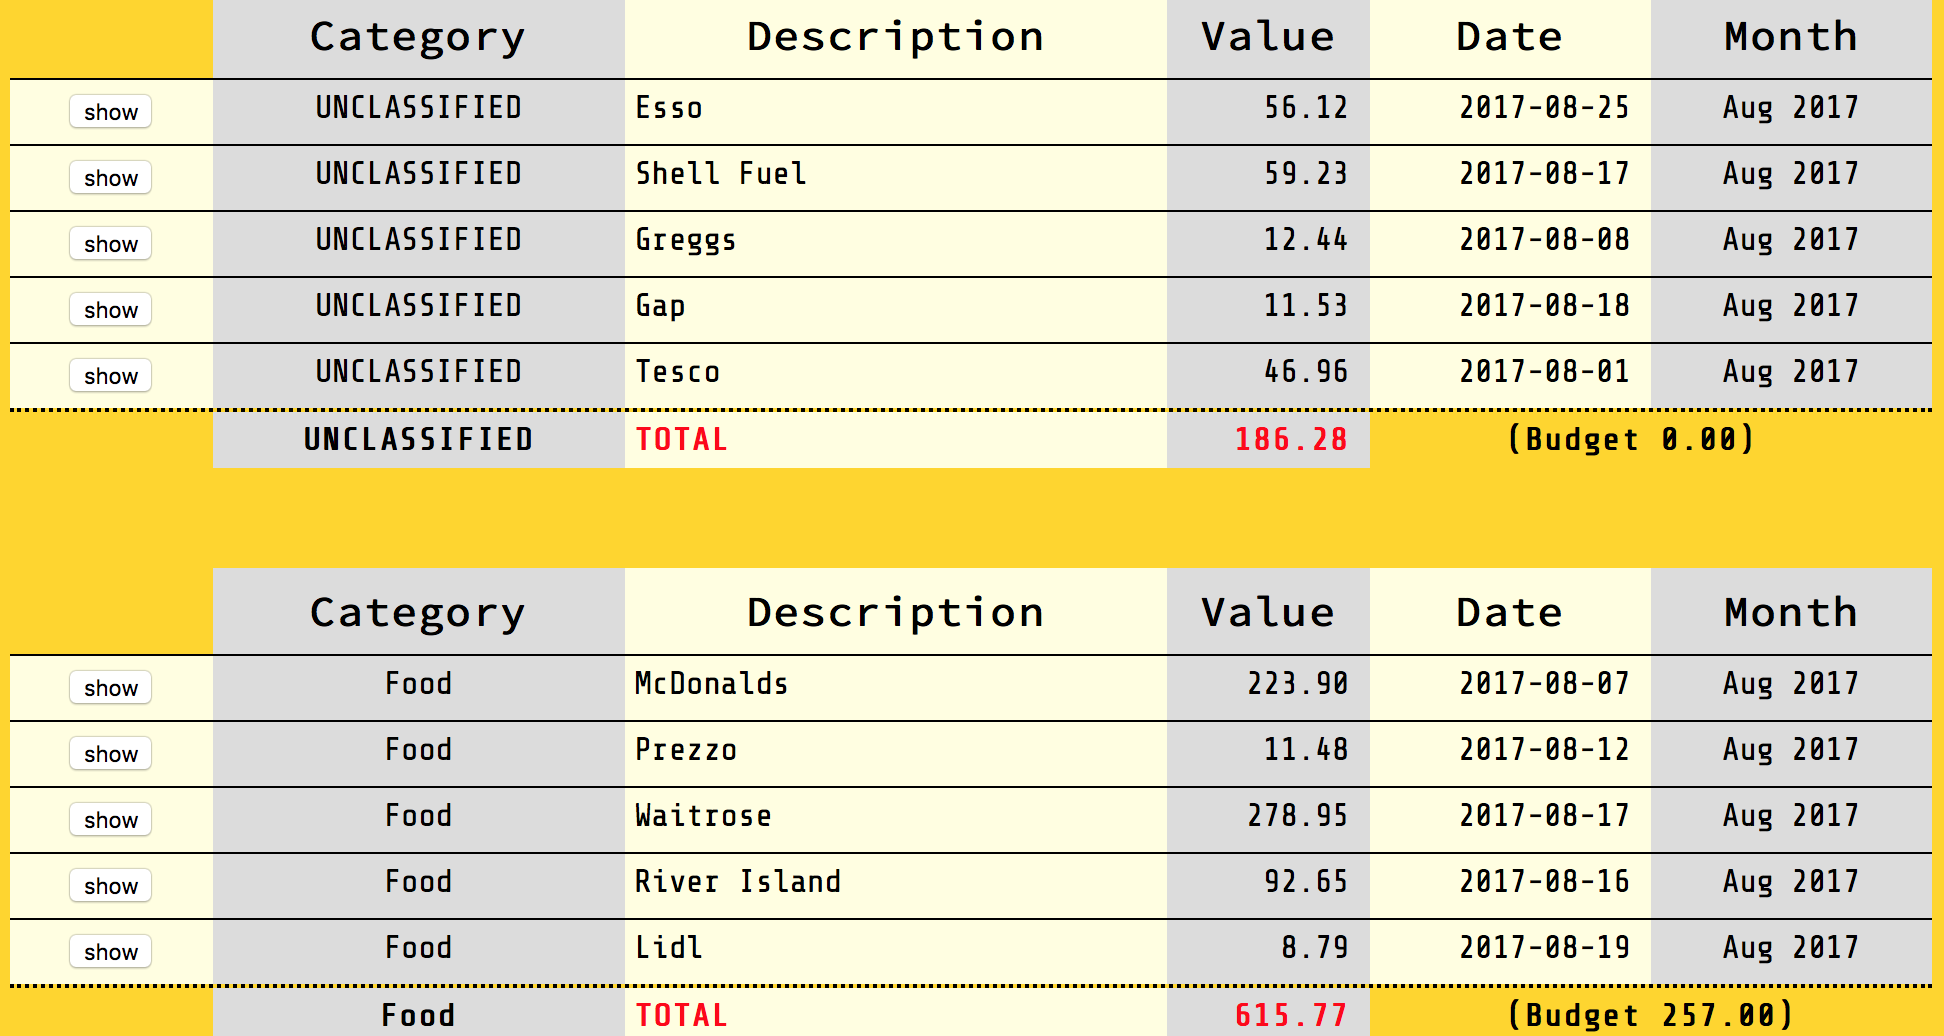 Category Description Value Date Month
show UNCLASSIFIED Esso 56.12 2017-08-25 Aug 2017
show UNCLASSIFIED Shell Fuel 59.23 2017-08-17 Aug 2017
show UNCLASSIFIED Greggs 12.44 2017-08-08 Aug 2017
show UNCLASSIFIED Gap 11.53 2017-08-18 Aug 2017
show UNCLASSIFIED Tesco 46.96 2017-08-01 Aug 2017
UNCLASSIFIED TOTAL 186.28 (Budget 0.00)
Category Description Value Date Month
show Food McDonalds 223.90 2017-08-07 Aug 2017
show Food Prezzo 11.48 2017-08-12 Aug 2017
show Food Waitrose 278.95 2017-08-17 Aug 2017
show Food River Island 92.65 2017-08-16 Aug 2017
show Food Lidl 8.79 2017-08-19 Aug 2017
Food TOTAL 615.77 (Budget 257.00)